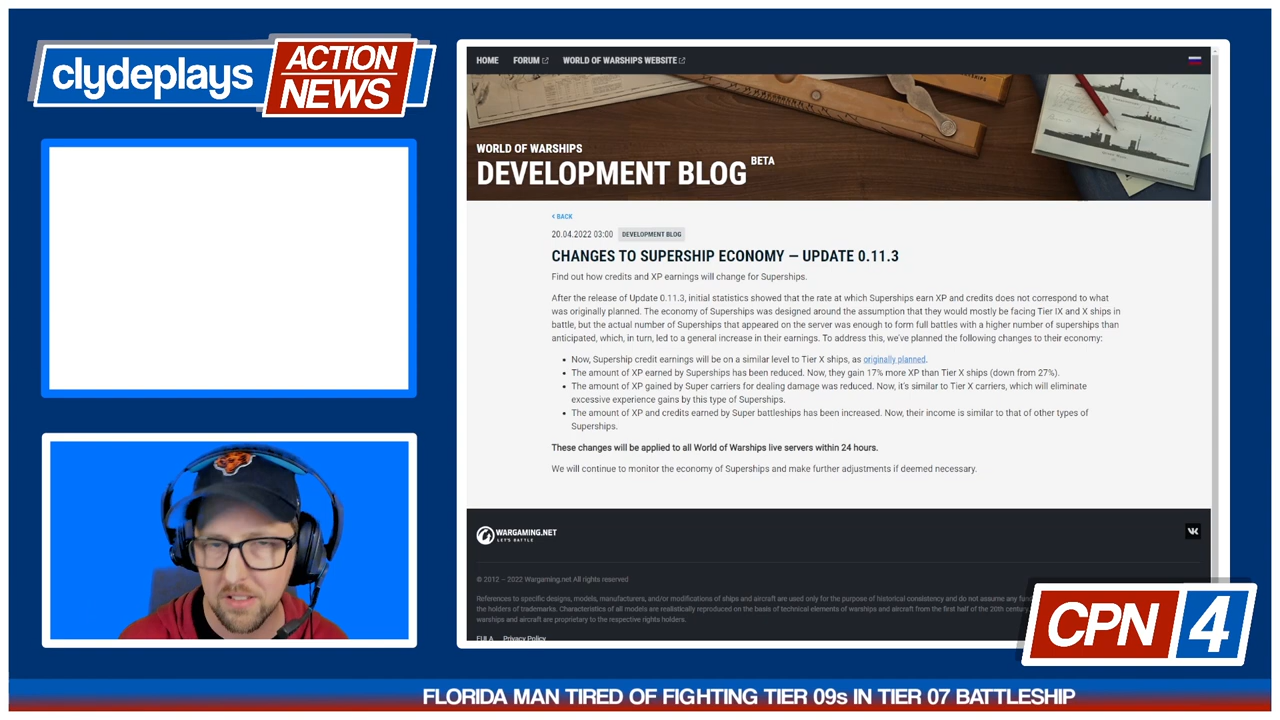 clydeplays
ACTION
NEWS
HOME FORUM WORLD OF WARSHIPS WEBSITE
WORLD OF WARSHIPS
DEVELOPMENT BLOG BETA
‹ BACK
20.04.2022 03:00 DEVELOPMENT BLOG
CHANGES TO SUPERSHIP ECONOMY — UPDATE 0.11.3
Find out how credits and XP earnings will change for Superships.
After the release of Update 0.11.3, initial statistics showed that the rate at which Superships earn XP and credits does not correspond to what
was originally planned. The economy of Superships was designed around the assumption that they would mostly be facing Tier IX and X ships in
battle, but the actual number of Superships that appeared on the server was enough to form full battles with a higher number of superships than
anticipated, which, in turn, led to a general increase in their earnings. To address this, we've planned the following changes to their economy:
• Now, Supership credit earnings will be on a similar level to Tier X ships, as originally planned.
• The amount of XP earned by Superships has been reduced. Now, they gain 17% more XP than Tier X ships (down from 27%).
• The amount of XP gained by Super carriers for dealing damage was reduced. Now, it's similar to Tier X carriers, which will eliminate
excessive experience gains by this type of Superships.
• The amount of XP and credits earned by Super battleships has been increased. Now, their income is similar to that of other types of
Superships.
These changes will be applied to all World of Warships live servers within 24 hours.
We will continue to monitor the economy of Superships and make further adjustments if deemed necessary.
WARGAMING.NET
LET'S BATTLE
© 2012 – 2022 Wargaming.net All rights reserved
References to specific designs, models, manufacturers, and/or modifications of ships and aircraft are used only for the purpose of historical consistency and do not assume any
the holders of trademarks. Characteristics of all models are realistically reproduced on the basis of technical elements of warships and aircraft from the first half of the 20th century.
warships and aircraft are proprietary to the respective rights holders.
EULA Privacy Policy
CPN 4
FLORIDA MAN TIRED OF FIGHTING TIER 09s IN TIER 07 BATTLESHIP